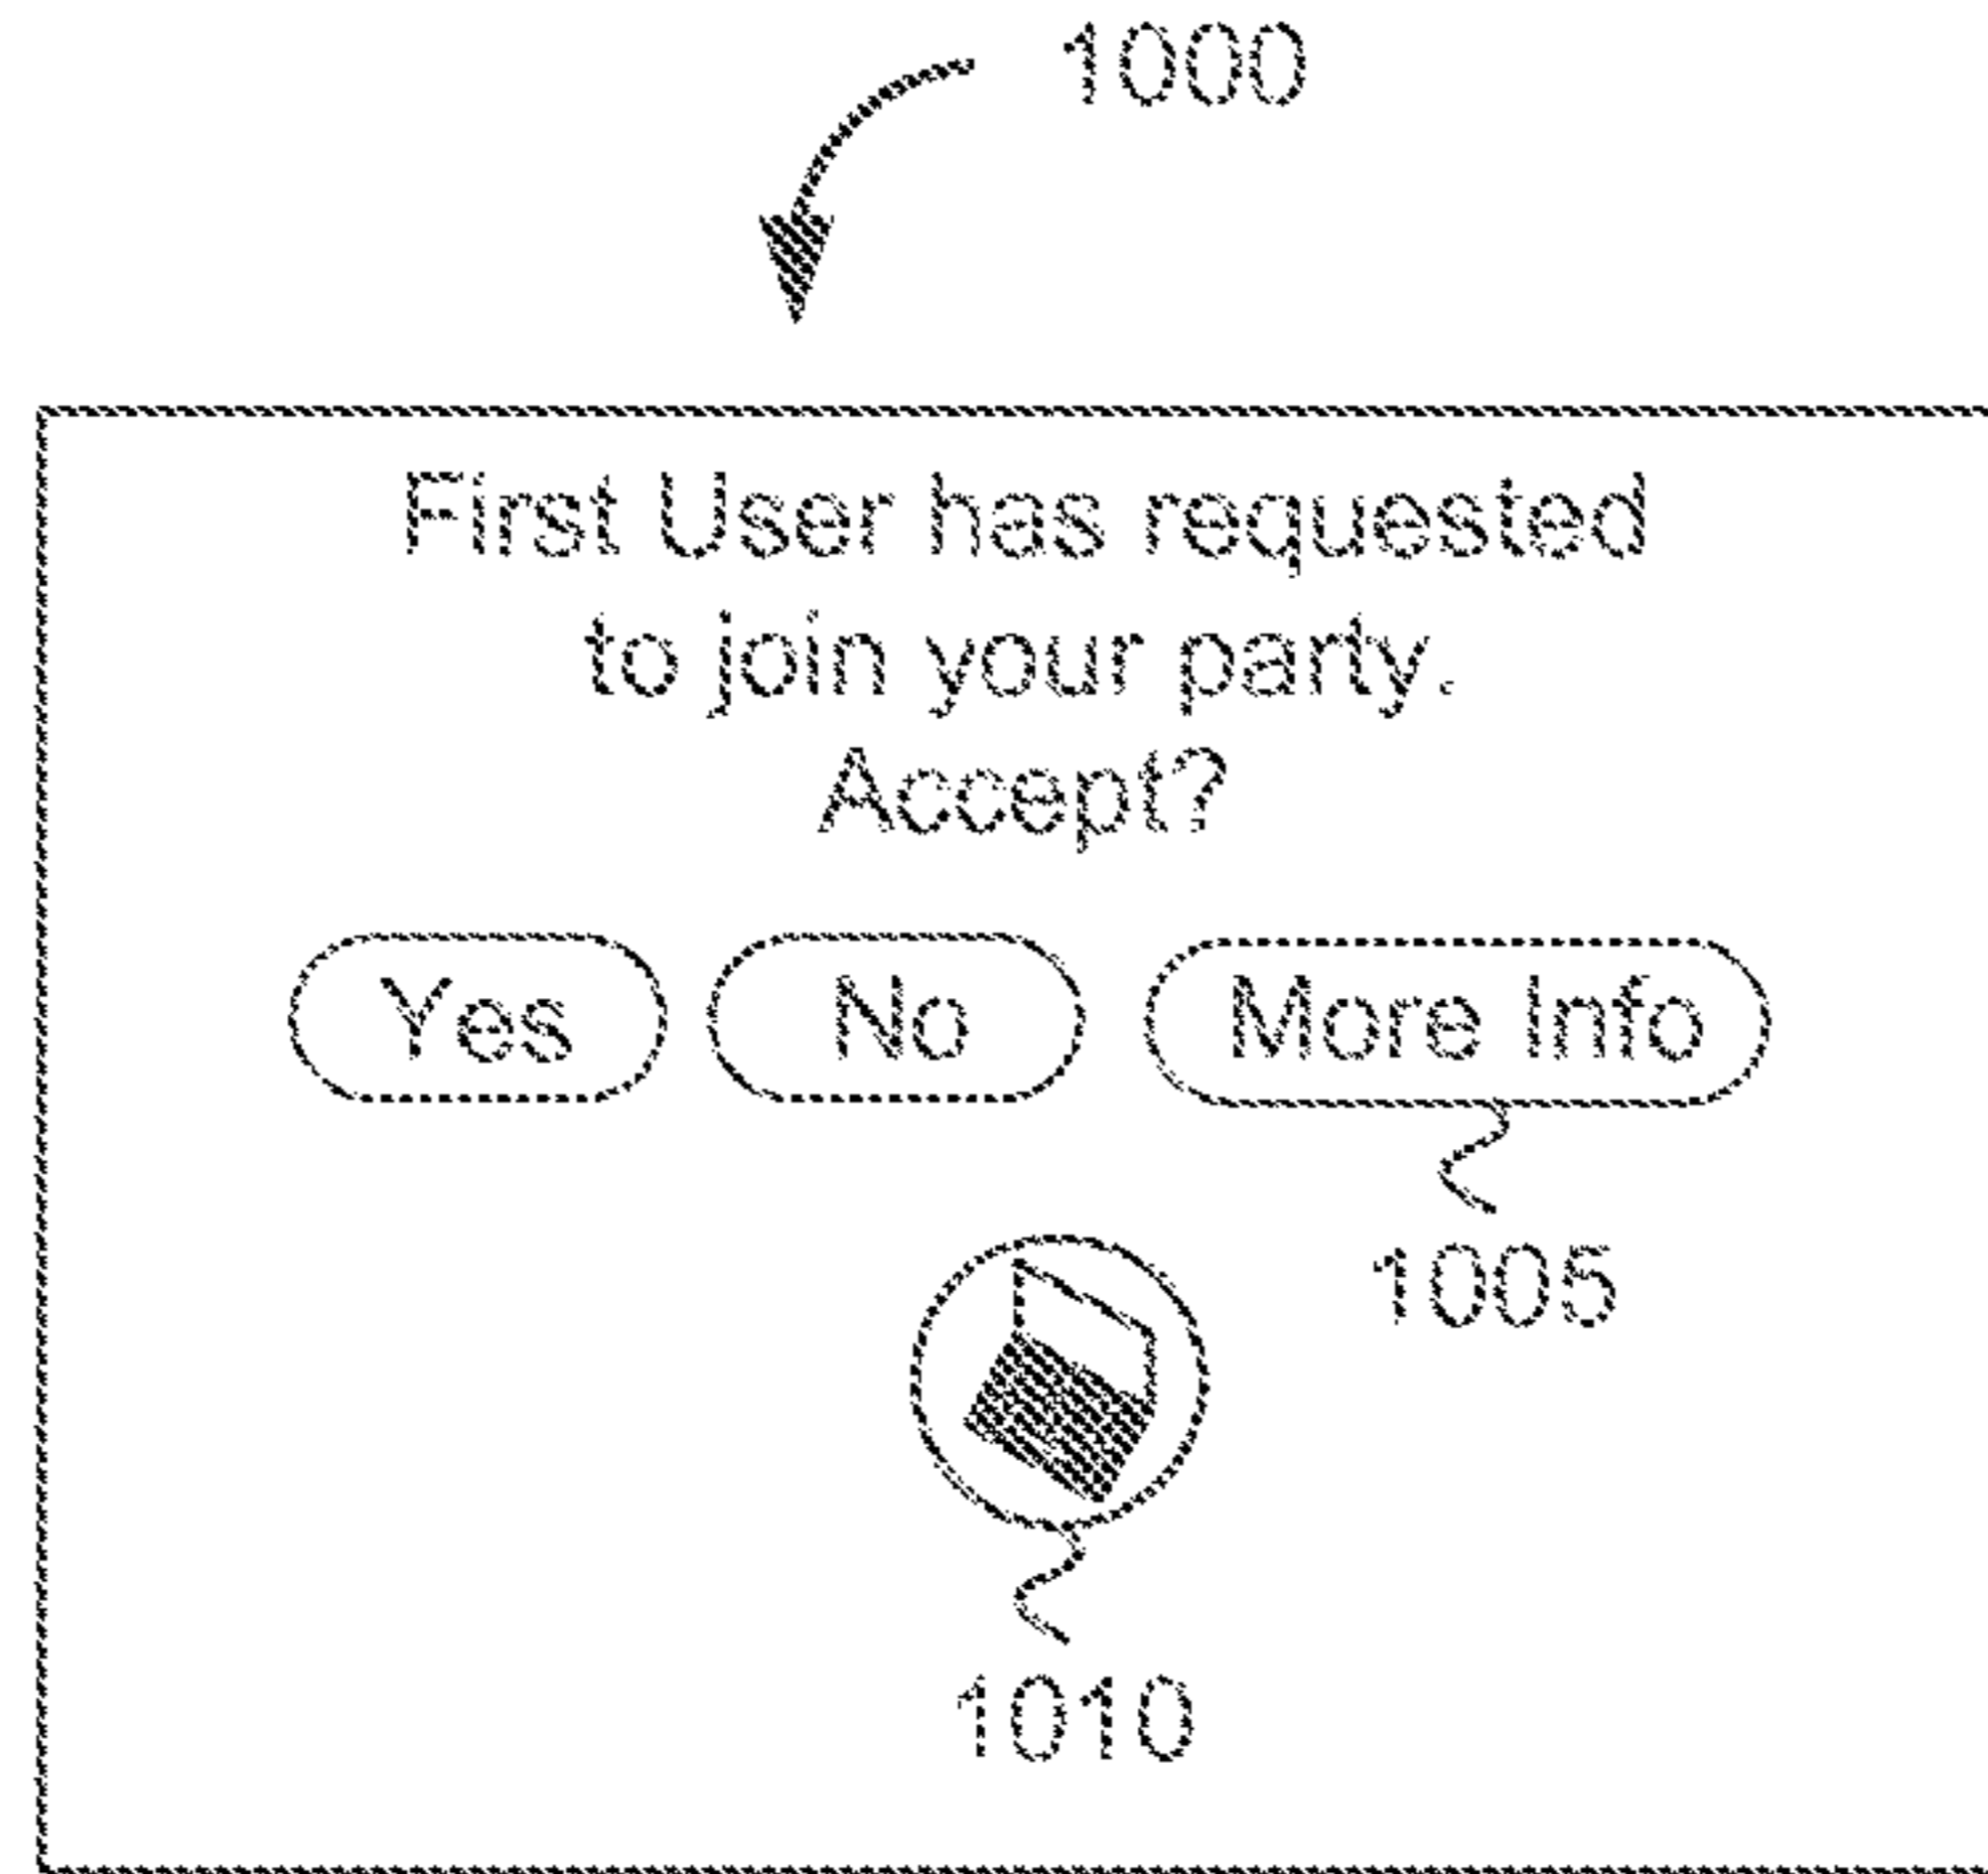 1000
First User has requested
to join your party.
Accept?
Yes No More Info
1005
1010